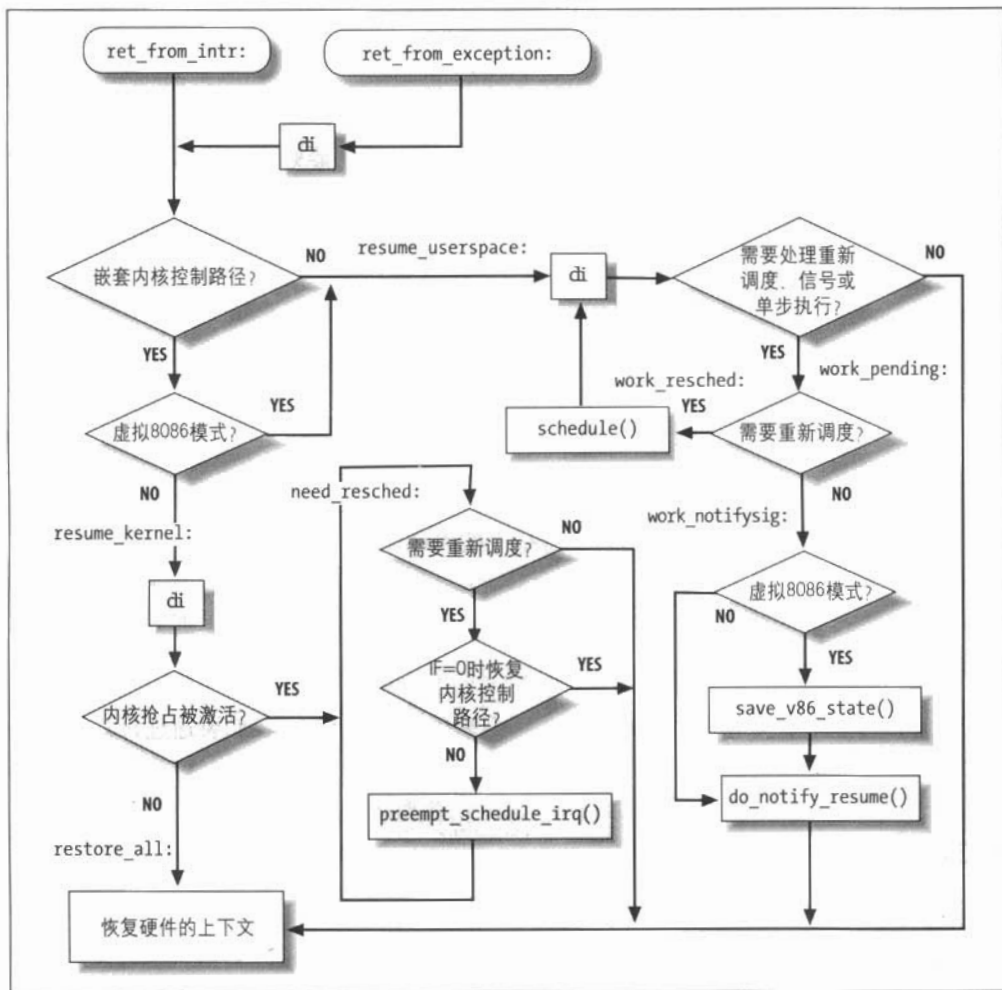 ret_from_intr:
ret_from_exception:
di
嵌套内核控制路径?
NO
resume_userspace:
di
需要处理重新
调度、信号或
单步执行?
NO
YES
YES
work_pending:
虚拟8086模式?
YES
work_resched:
YES
schedule()
需要重新调度?
NO
NO
need_resched:
work_notifysig:
resume_kernel:
需要重新调度?
NO
虚拟8086模式?
di
YES
NO
YES
IF=0时恢复
内核控制
路径?
YES
内核抢占被激活?
YES
save_v86_state()
NO
NO
preempt_schedule_irq()
do_notify_resume()
restore_all:
恢复硬件的上下文